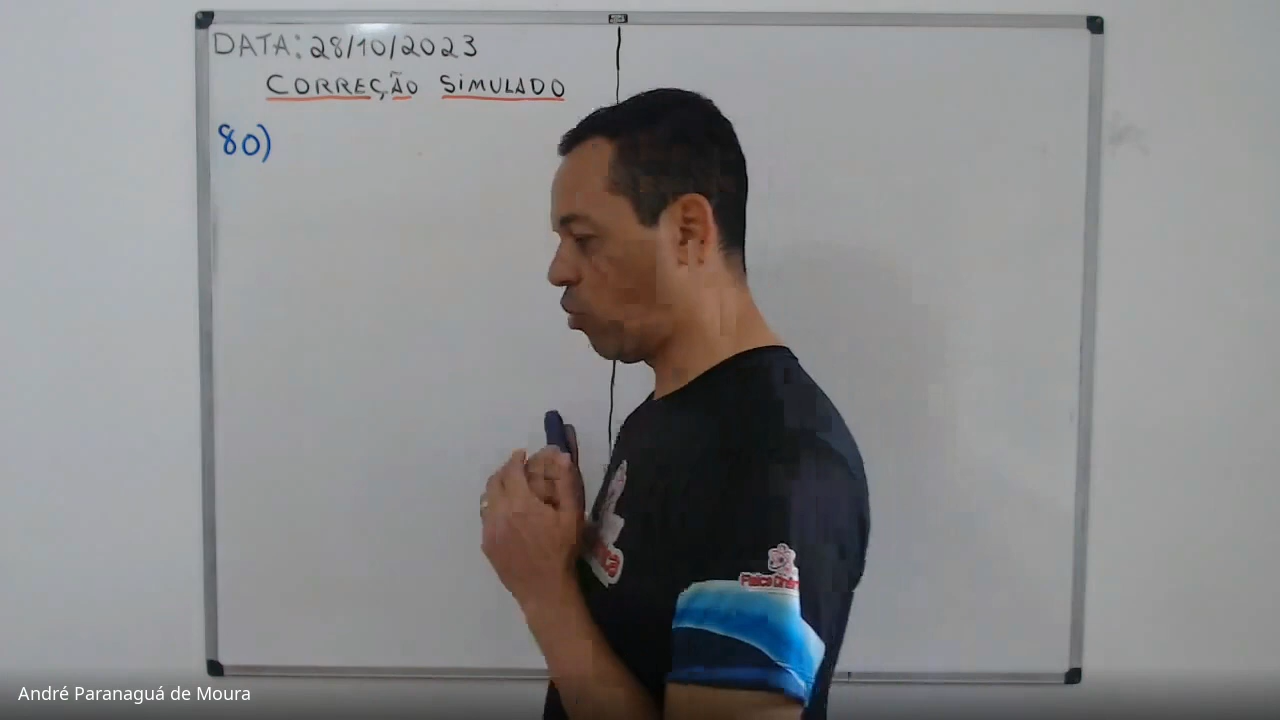 DATA: 28/10/2023
CORREÇÃO SIMULADO
80)
André Paranaguá de Moura